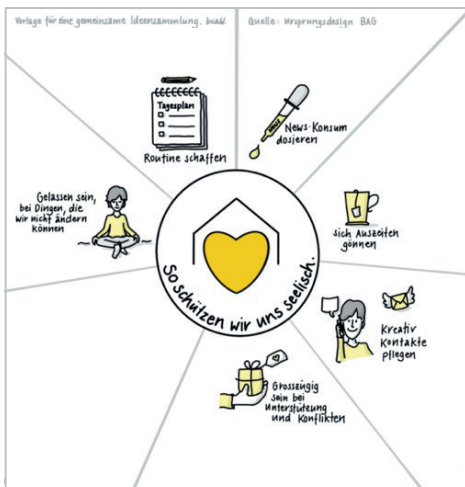 Vorlage für eine gemeinsame Ideensammlung. bcaW.
Quelle: Ursprungsdesign BAG
Tagesplan
Routine schaffen
NEWS
News-Konsum
dosieren
Gelassen sein,
bei Dingen, die
wir nicht ändern
können
sich Auszeiten
gönnen
Kreativ
Kontakte
pflegen
Grosszügig
sein bei
Unterstützung
und Konflikten
So schützen wir uns seelisch.